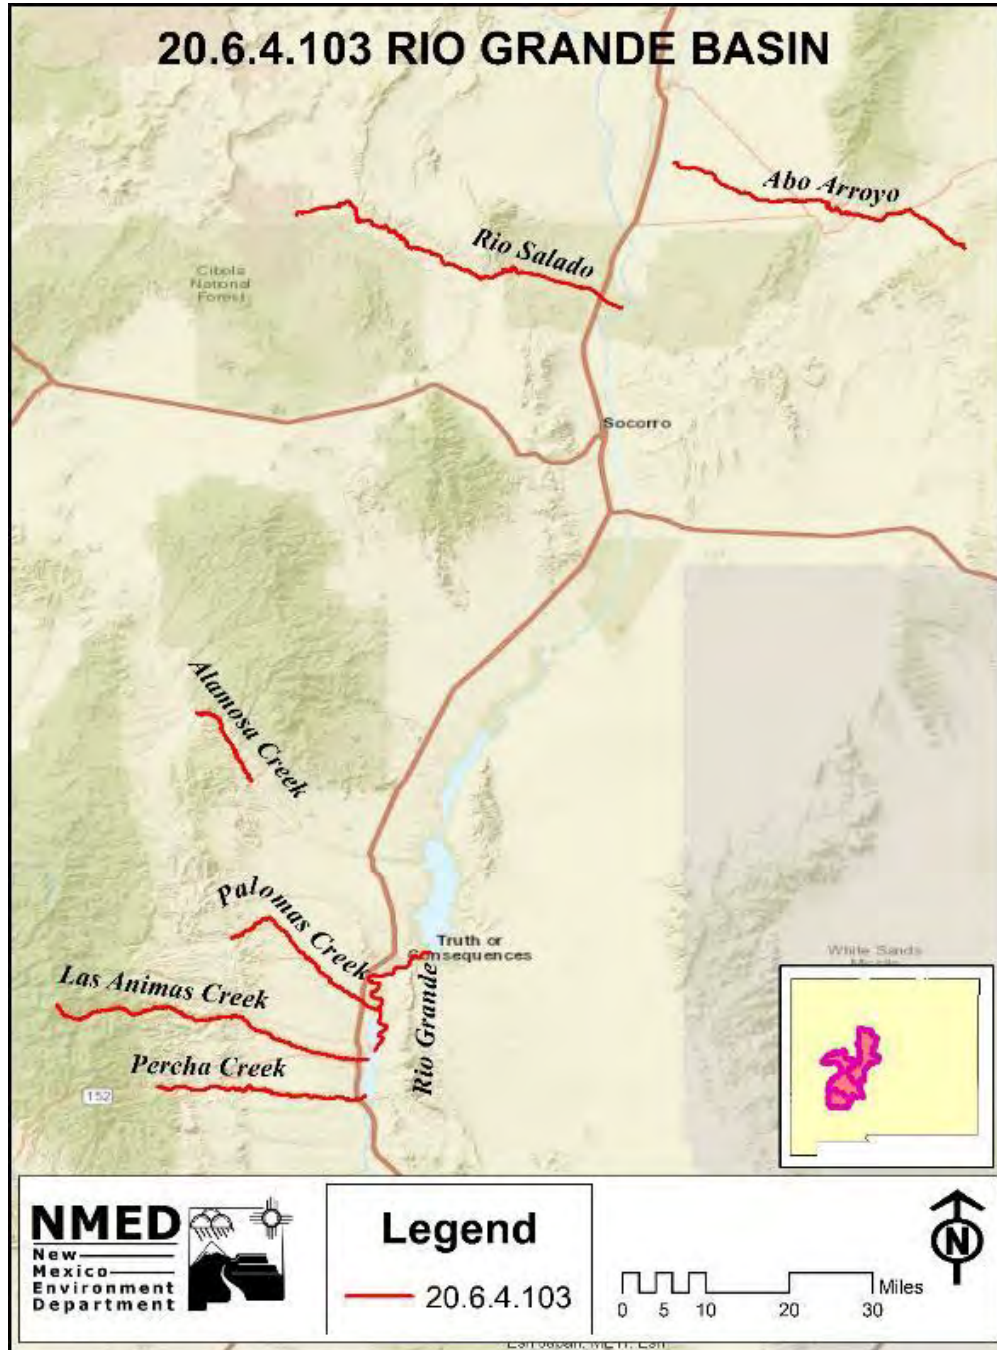 20.6.4.103 RIO GRANDE BASIN
Abo Arroyo
Rio Salado
Cibola
National
Forest
Socorro
Alamosa Creek
Palomas Creek
Truth or
Consequences
White Sands
Las Animas Creek
Rio Grande
Percha Creek
152
NMED
New
Mexico
Environment
Department
Legend
20.6.4.103
N
Miles
0 5 10 20 30